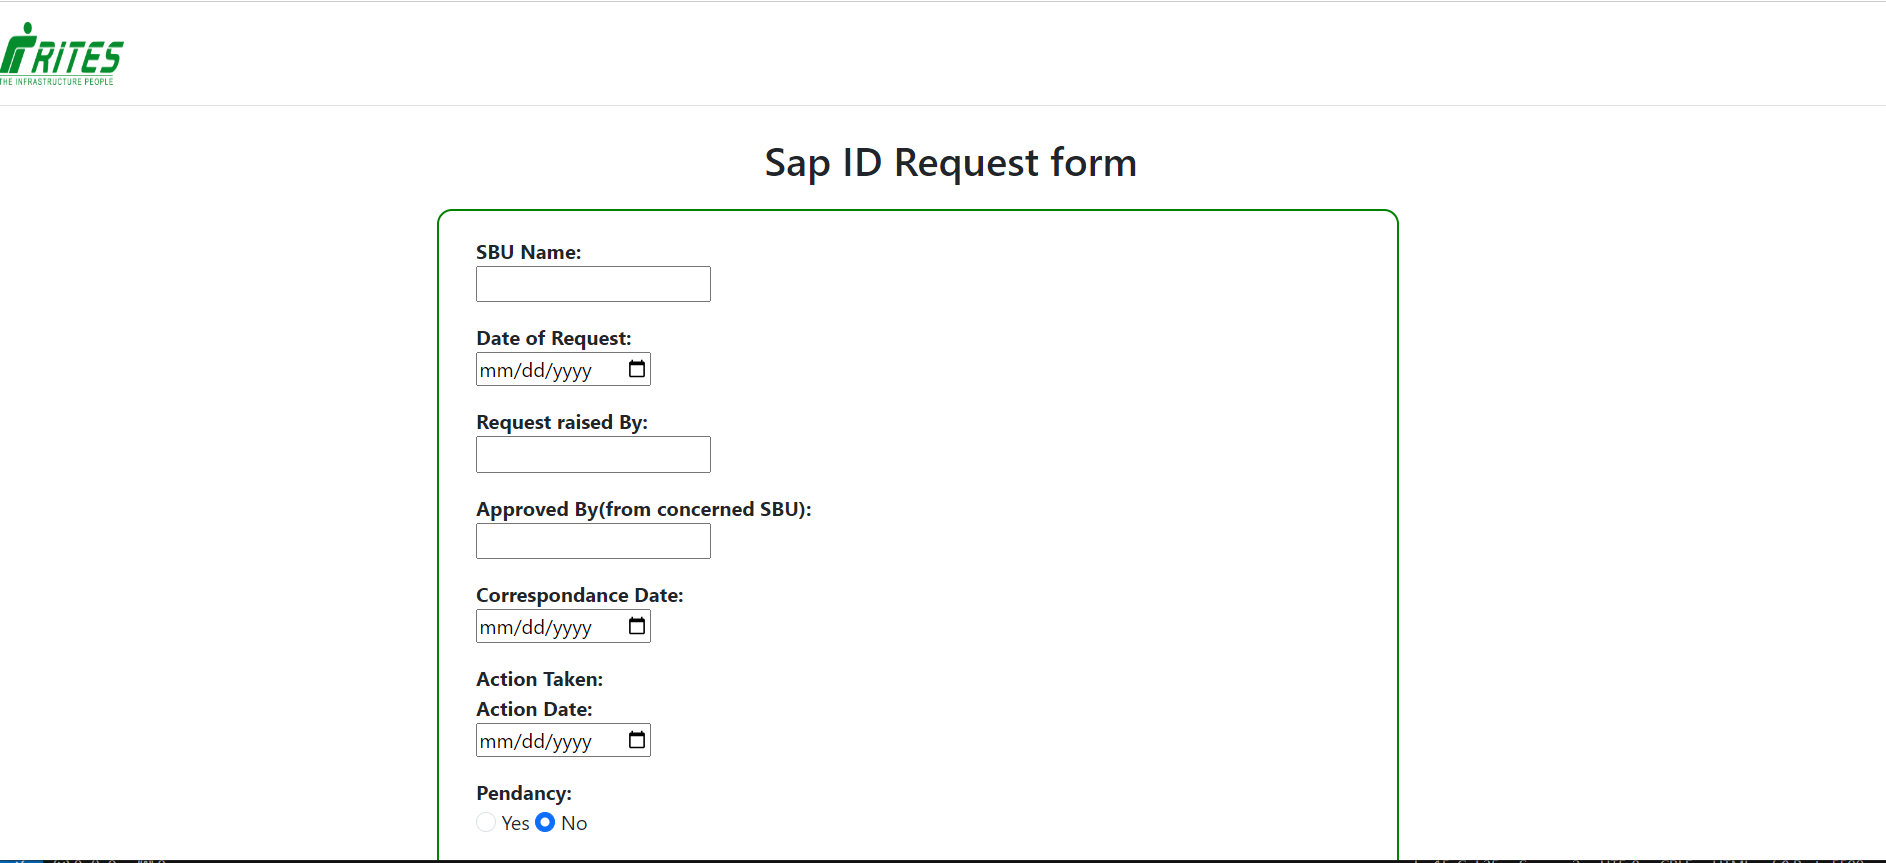 RITES
THE INFRASTRUCTURE PEOPLE
Sap ID Request form
SBU Name:
Date of Request:
mm/dd/yyyy
Request raised By:
Approved By(from concerned SBU):
Correspondance Date:
mm/dd/yyyy
Action Taken:
Action Date:
mm/dd/yyyy
Pendancy:
Yes No